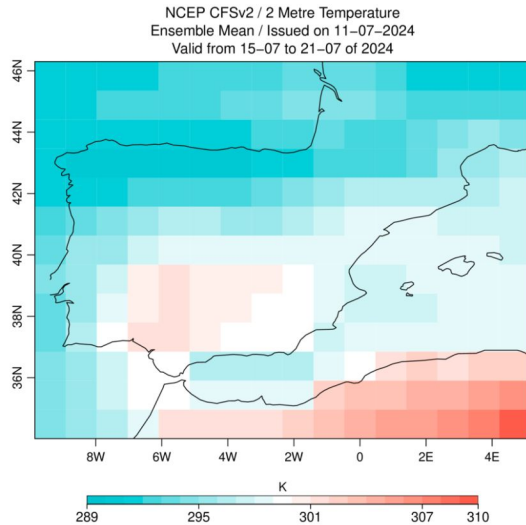 NCEP CFSv2 / 2 Metre Temperature
Ensemble Mean / Issued on 11−07−2024
Valid from 15−07 to 21−07 of 2024
46N
44N
42N
40N
38N
36N
8W 6W 4W 2W 0 2E 4E
K
289 295 301 307 310